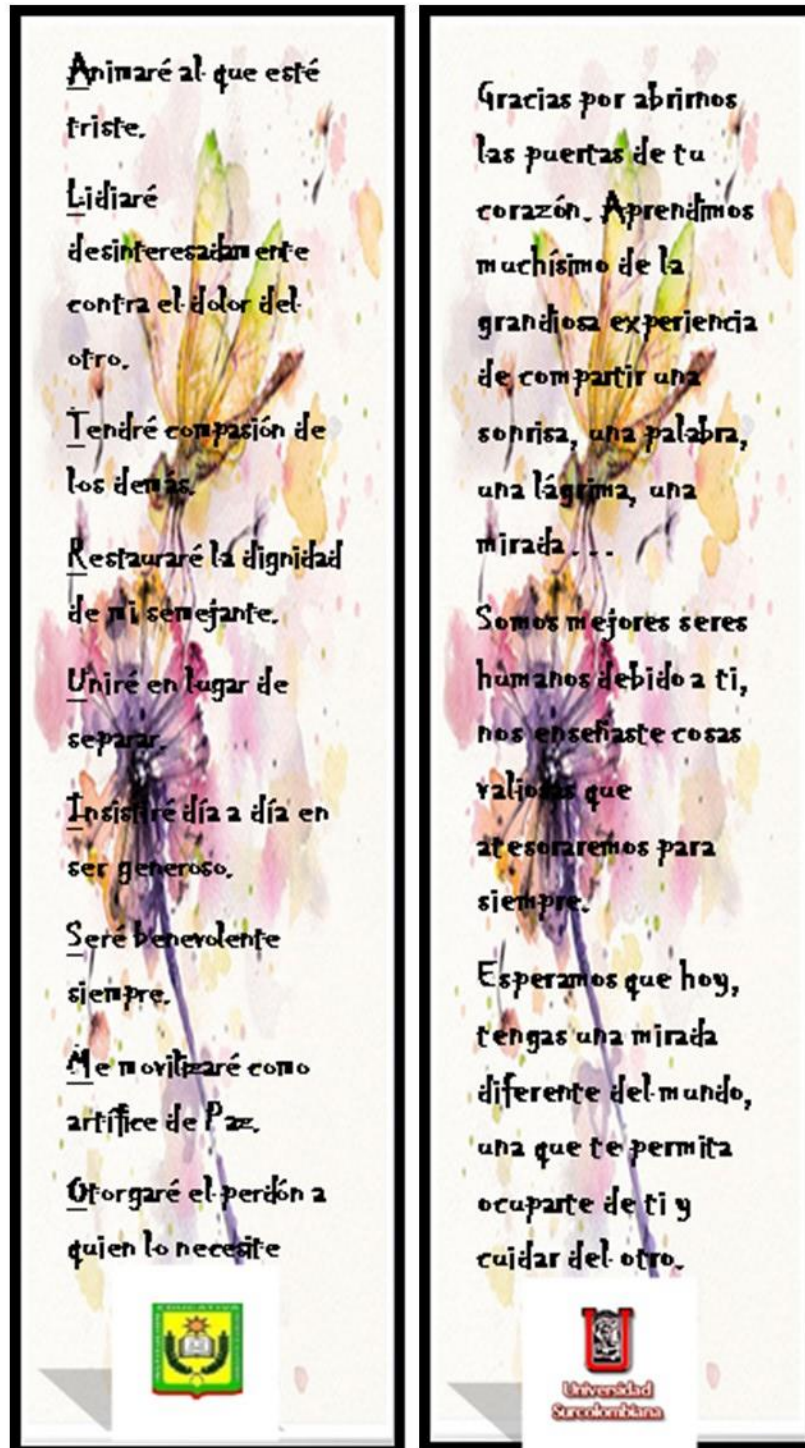 Animaré al que esté
triste.
Lidiaré
desinteresadamente
contra el dolor del
otro.
Tendré compasión de
los demás.
Restauraré la dignidad
de mi semejante.
Uniré en lugar de
separar.
Insistiré día a día en
ser generoso.
Seré benevolente
siempre.
Me movilizaré como
artífice de Paz.
Otorgaré el perdón a
quien lo necesite
EDUCATIVA
Gracias por abrirnos
las puertas de tu
corazón. Aprendimos
muchísimo de la
grandiosa experiencia
de compartir una
sonrisa, una palabra,
una lágrima, una
mirada...
Somos mejores seres
humanos debido a ti,
nos enseñaste cosas
valiosas que
atesoraremos para
siempre.
Esperamos que hoy,
tengas una mirada
diferente del mundo,
una que te permita
ocuparte de ti y
cuidar del otro.
Universidad
Surcolombiana